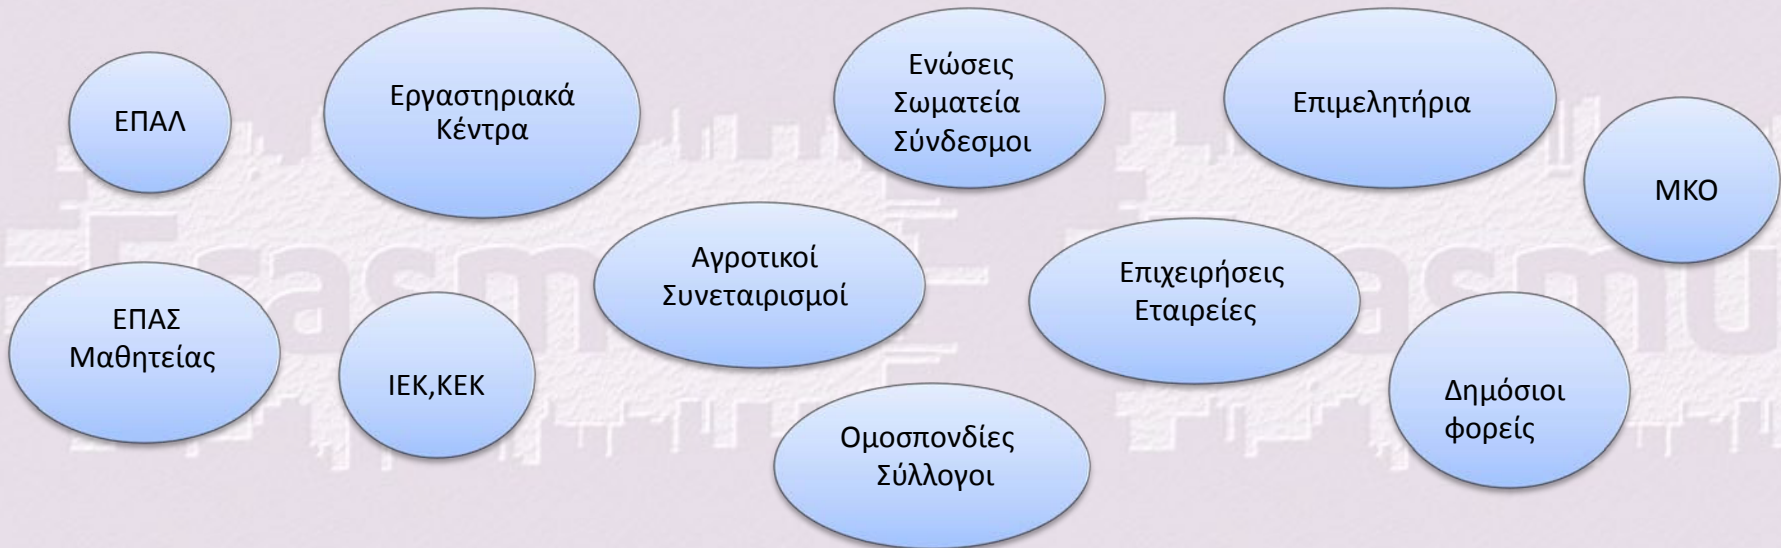 ΕΠΑΛ
Εργαστηριακά
Κέντρα
Ενώσεις
Σωματεία
Σύνδεσμοι
Επιμελητήρια
ΜΚΟ
ΕΠΑΣ
Μαθητείας
ΙΕΚ,ΚΕΚ
Αγροτικοί
Συνεταιρισμοί
Επιχειρήσεις
Εταιρείες
Δημόσιοι
φορείς
Ομοσπονδίες
Σύλλογοι